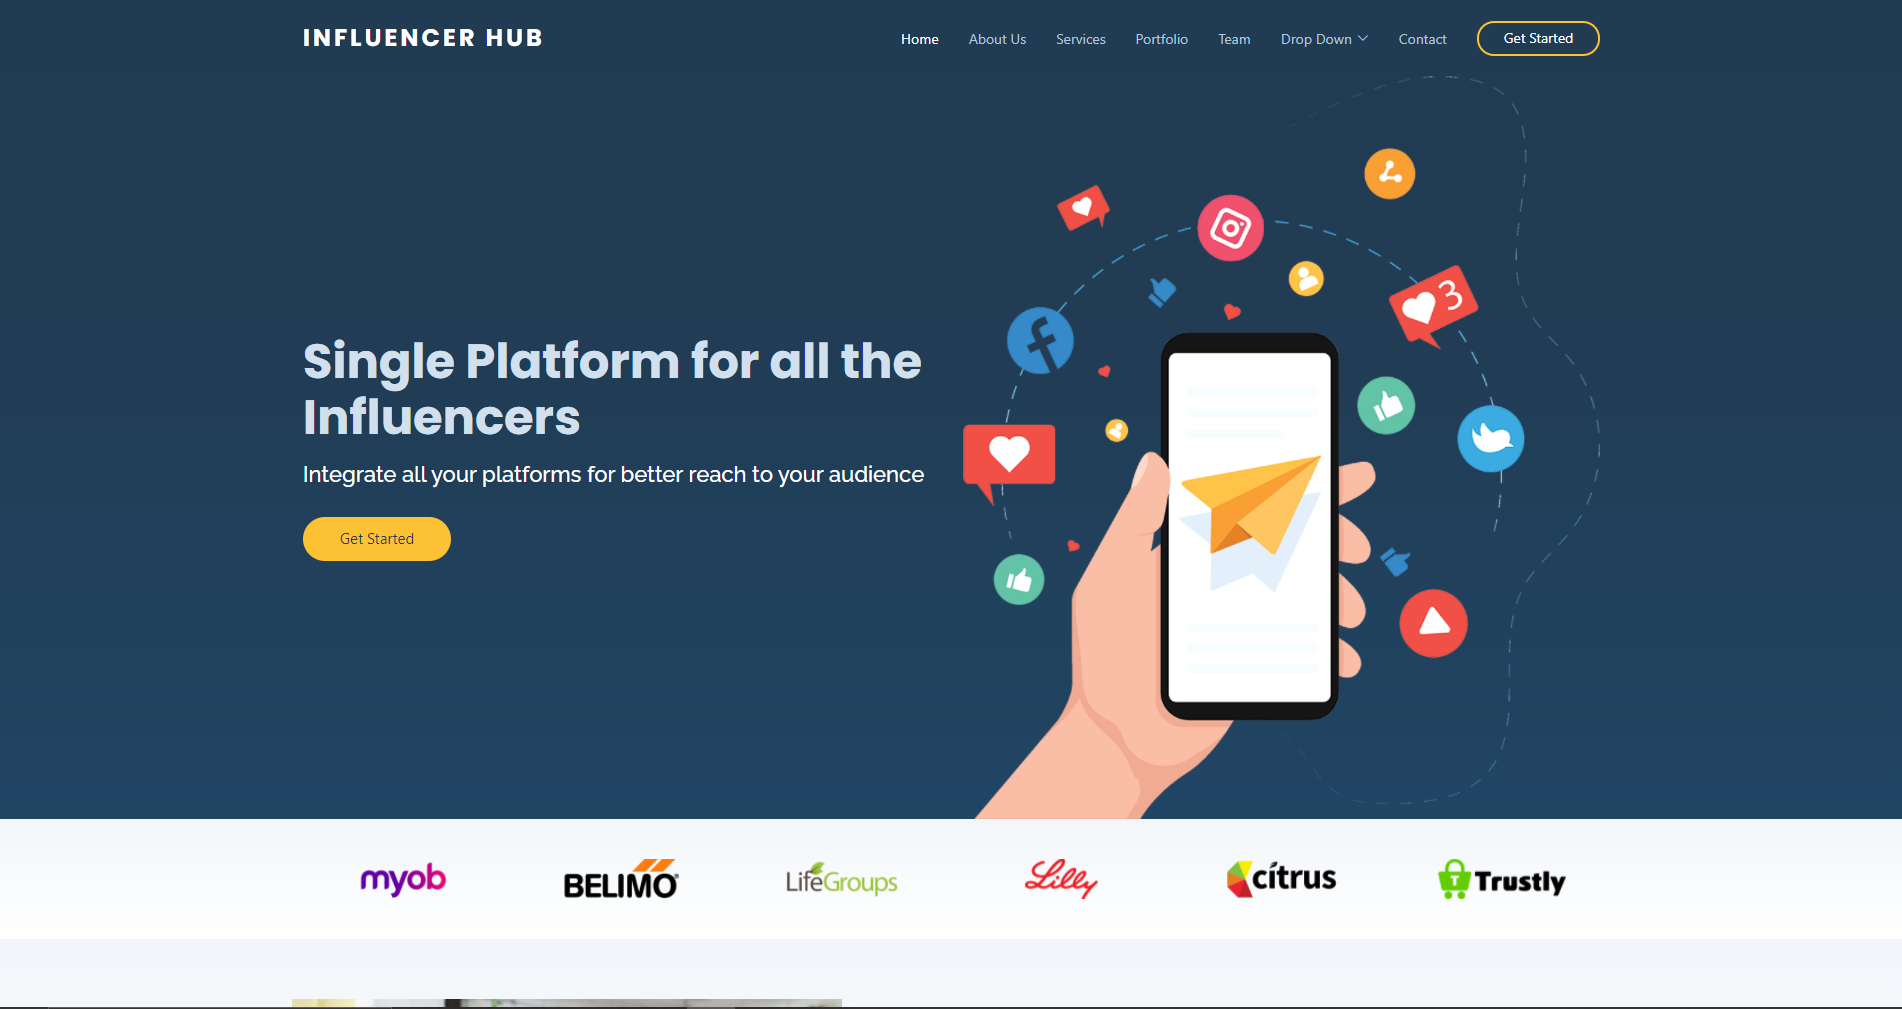 INFLUENCER HUB
Home About Us Services Portfolio Team Drop Down Contact Get Started
3
Single Platform for all the
Influencers
Integrate all your platforms for better reach to your audience
Get Started
myob BELIMO® LifeGroups Lilly cítrus T Trustly